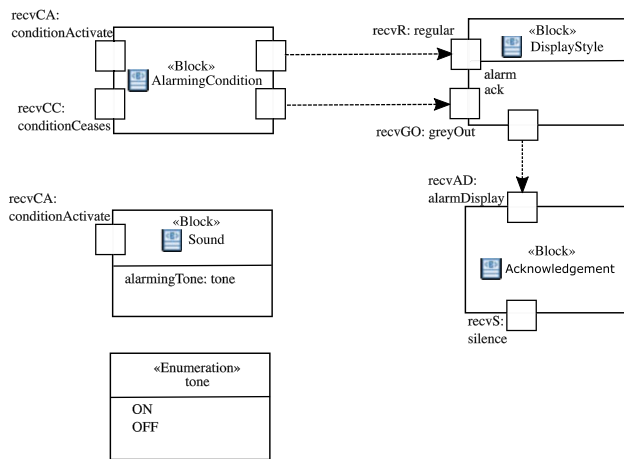 recvCA:
conditionActivate
«Block»
AlarmingCondition
recvCC:
conditionCeases
recvR: regular
«Block»
DisplayStyle
alarm
ack
recvGO: greyOut
recvAD:
alarmDisplay
«Block»
Acknowledgement
recvS:
silence
recvCA:
conditionActivate
«Block»
Sound
alarmingTone: tone
«Enumeration»
tone
ON
OFF